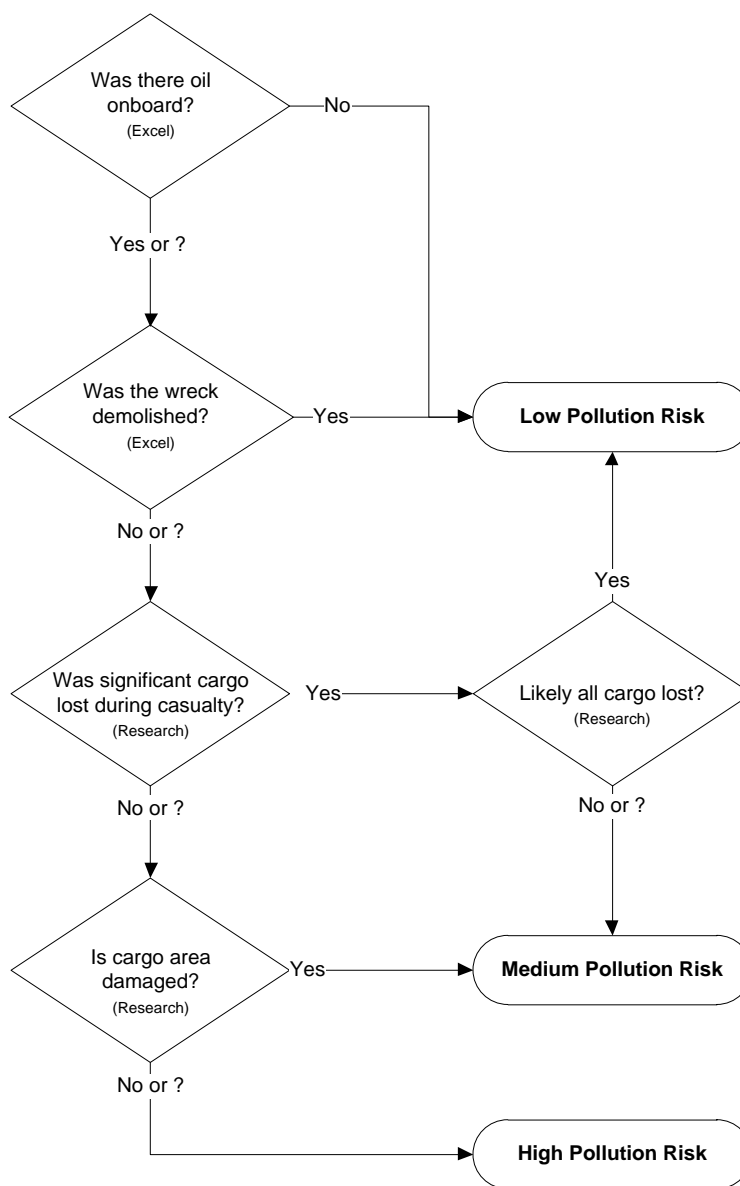 Was there oil
onboard?
(Excel)
No
Yes or ?
Was the wreck
demolished?
(Excel)
Yes
Low Pollution Risk
No or ?
Yes
Was significant cargo
lost during casualty?
(Research)
Yes
Likely all cargo lost?
(Research)
No or ?
No or ?
Is cargo area
damaged?
(Research)
Yes
Medium Pollution Risk
No or ?
High Pollution Risk